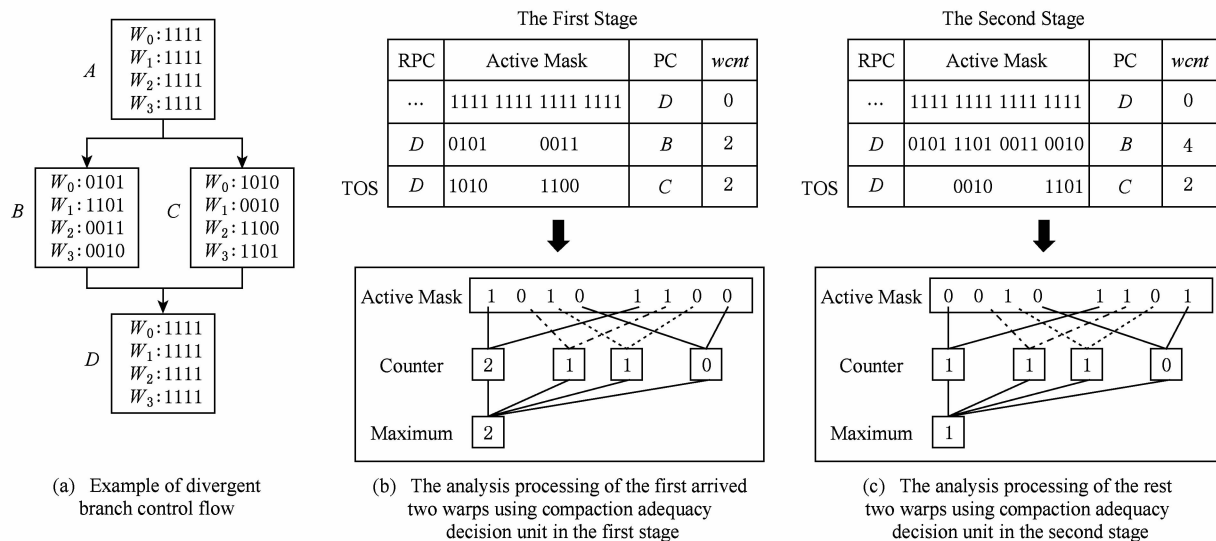 A
W0:1111
W1:1111
W2:1111
W3:1111
B
W0:0101
W1:1101
W2:0011
W3:0010
C
W0:1010
W1:0010
W2:1100
W3:1101
D
W0:1111
W1:1111
W2:1111
W3:1111
(a) Example of divergent
branch control flow
The First Stage
RPC Active Mask PC wcnt
... 1111 1111 1111 1111 D 0
D 0101 0011 B 2
TOS D 1010 1100 C 2
Active Mask 1 0 1 0 1 1 0 0
Counter 2 1 1 0
Maximum 2
(b) The analysis processing of the first arrived
two warps using compaction adequacy
decision unit in the first stage
The Second Stage
RPC Active Mask PC wcnt
... 1111 1111 1111 1111 D 0
D 0101 1101 0011 0010 B 4
TOS D 0010 1101 C 2
Active Mask 0 0 1 0 1 1 0 1
Counter 1 1 1 0
Maximum 1
(c) The analysis processing of the rest
two warps using compaction adequacy
decision unit in the second stage